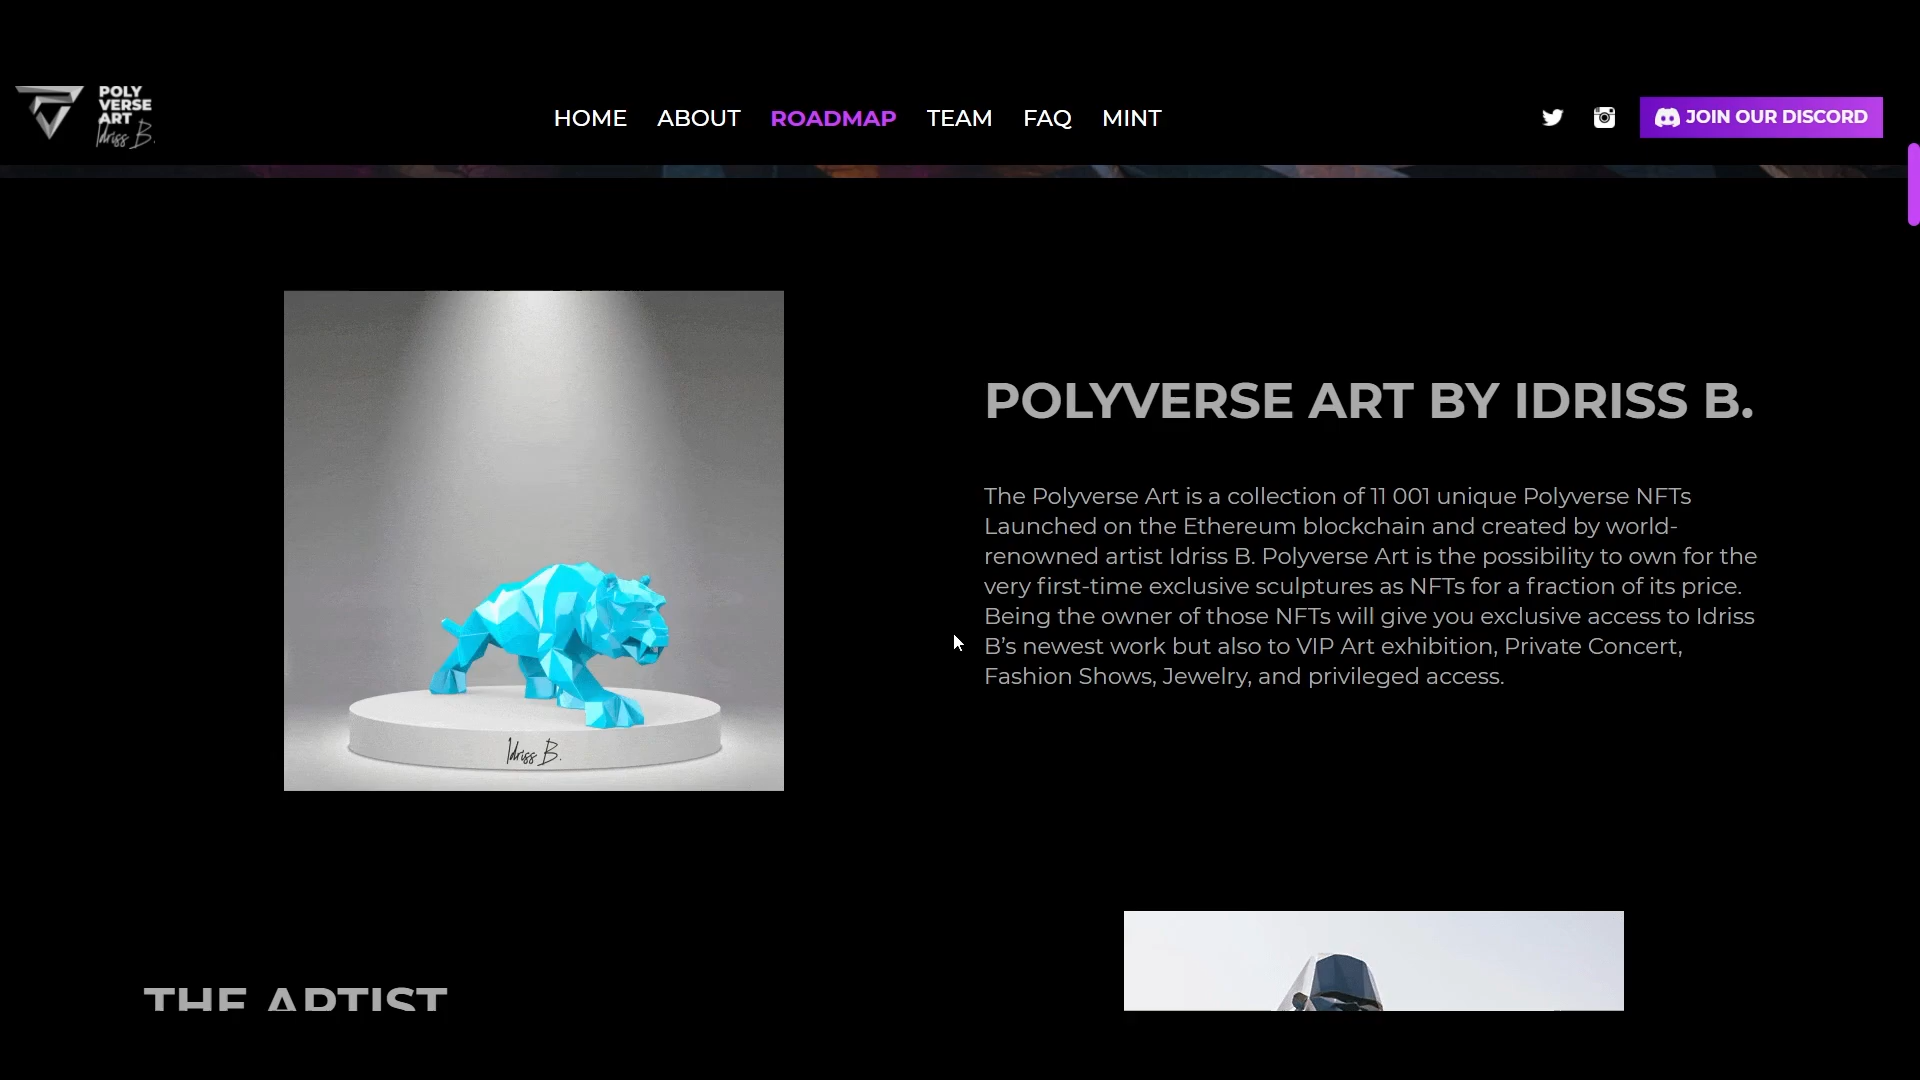 POLY
VERSE
ART
Idriss B.
HOME ABOUT ROADMAP TEAM FAQ MINT
JOIN OUR DISCORD
POLYVERSE ART BY IDRISS B.
The Polyverse Art is a collection of 11 001 unique Polyverse NFTs
Launched on the Ethereum blockchain and created by world-
renowned artist Idriss B. Polyverse Art is the possibility to own for the
very first-time exclusive sculptures as NFTs for a fraction of its price.
Being the owner of those NFTs will give you exclusive access to Idriss
B’s newest work but also to VIP Art exhibition, Private Concert,
Fashion Shows, Jewelry, and privileged access.
Idriss B.
THE ARTIST